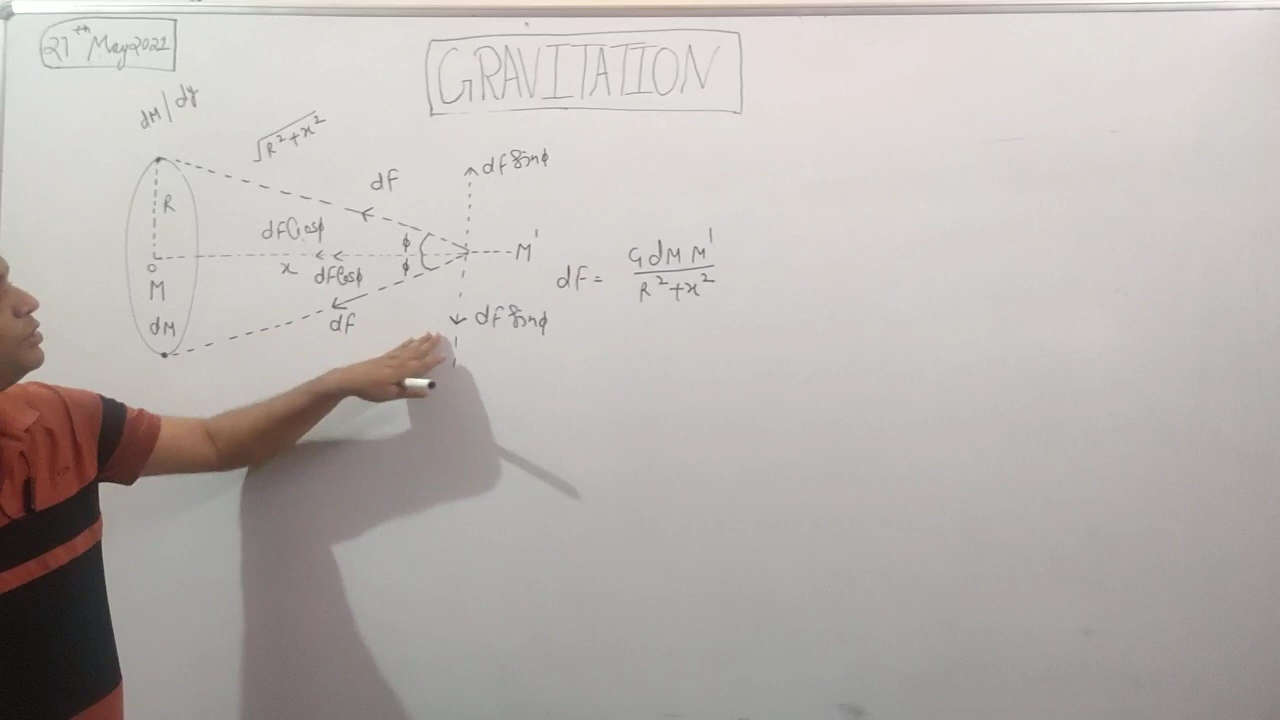 27th May 2021
GRAVITATION
dM/dy
√R²+x²
dF
dF Sinϕ
R
dF Cosϕ
ϕ
M'
x
dF Cosϕ
ϕ
O
M
dM
dF
dF Sinϕ
dF = G dM M' / R²+x²